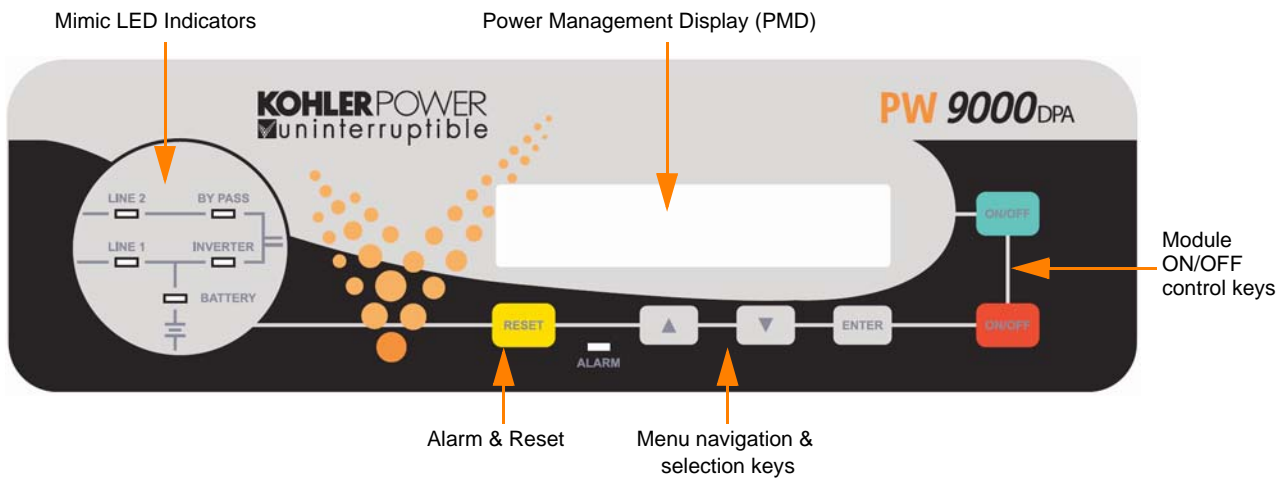 Mimic LED Indicators
Power Management Display (PMD)
KOHLERPOWER
uninterruptible
PW 9000DPA
LINE 2
BY PASS
LINE 1
INVERTER
BATTERY
ON/OFF
Module
ON/OFF
control keys
RESET
ALARM
ENTER
ON/OFF
Alarm & Reset
Menu navigation &
selection keys